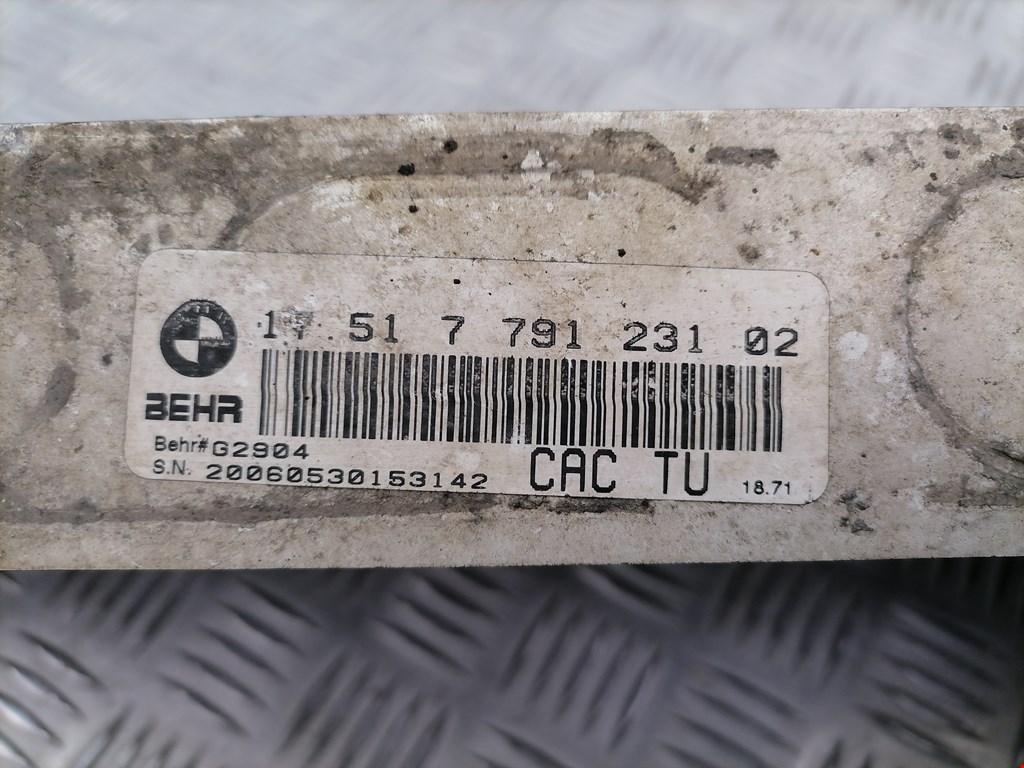 17 51 7 791 231 02
BEHR
Behr# G2904
S.N. 20060530153142
CAC TU
18.71